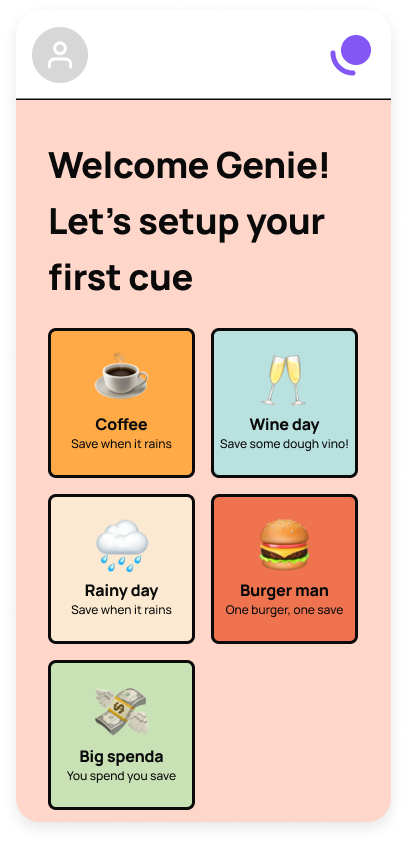 Welcome Genie!
Let's setup your
first cue
Coffee
Save when it rains
Wine day
Save some dough vino!
Rainy day
Save when it rains
Burger man
One burger, one save
Big spenda
You spend you save